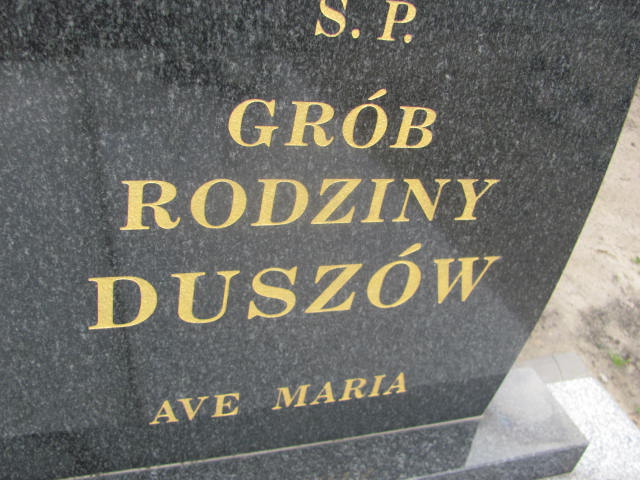 S. P.
GRÓB
RODZINY
DUSZÓW
AVE MARIA